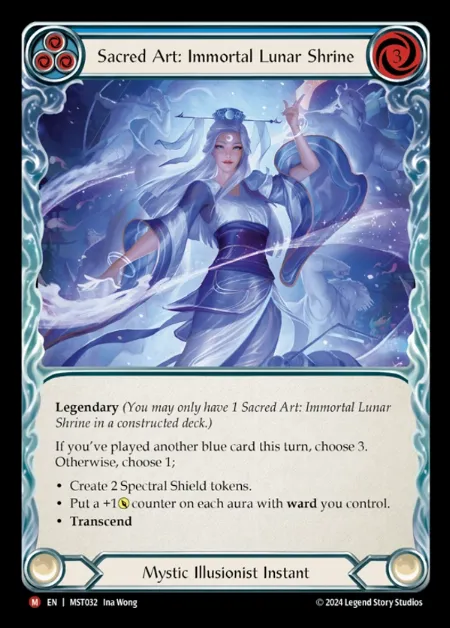 Sacred Art: Immortal Lunar Shrine
3
Legendary (You may only have 1 Sacred Art: Immortal Lunar
Shrine in a constructed deck.)
If you've played another blue card this turn, choose 3.
Otherwise, choose 1;
• Create 2 Spectral Shield tokens.
• Put a +1 counter on each aura with ward you control.
• Transcend
Mystic Illusionist Instant
M EN | MST032 Ina Wong
© 2024 Legend Story Studios